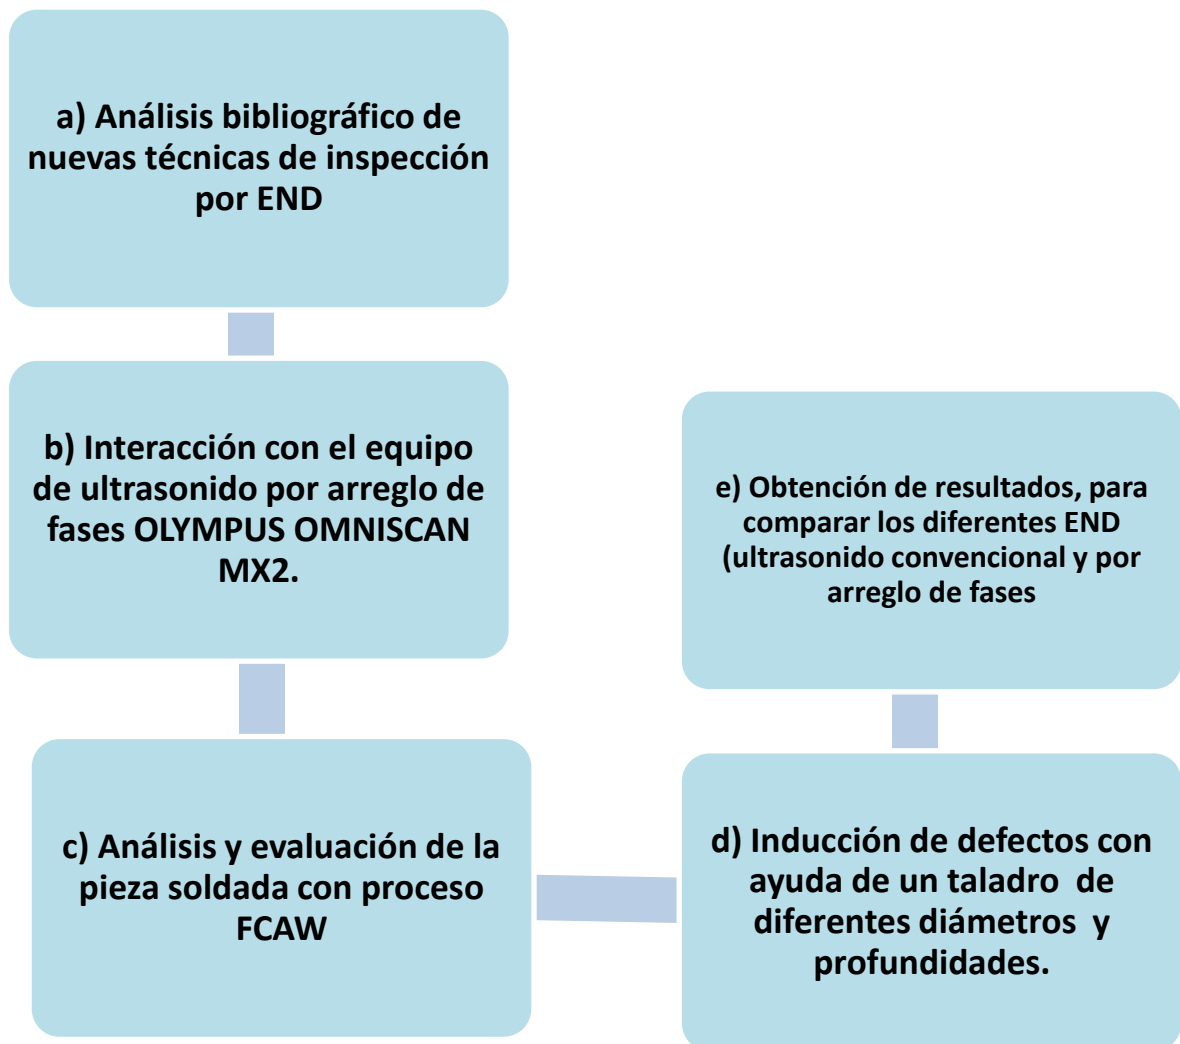 a) Análisis bibliográfico de
nuevas técnicas de inspección
por END
b) Interacción con el equipo
de ultrasonido por arreglo de
fases OLYMPUS OMNISCAN
MX2.
c) Análisis y evaluación de la
pieza soldada con proceso
FCAW
d) Inducción de defectos con
ayuda de un taladro de
diferentes diámetros y
profundidades.
e) Obtención de resultados, para
comparar los diferentes END
(ultrasonido convencional y por
arreglo de fases